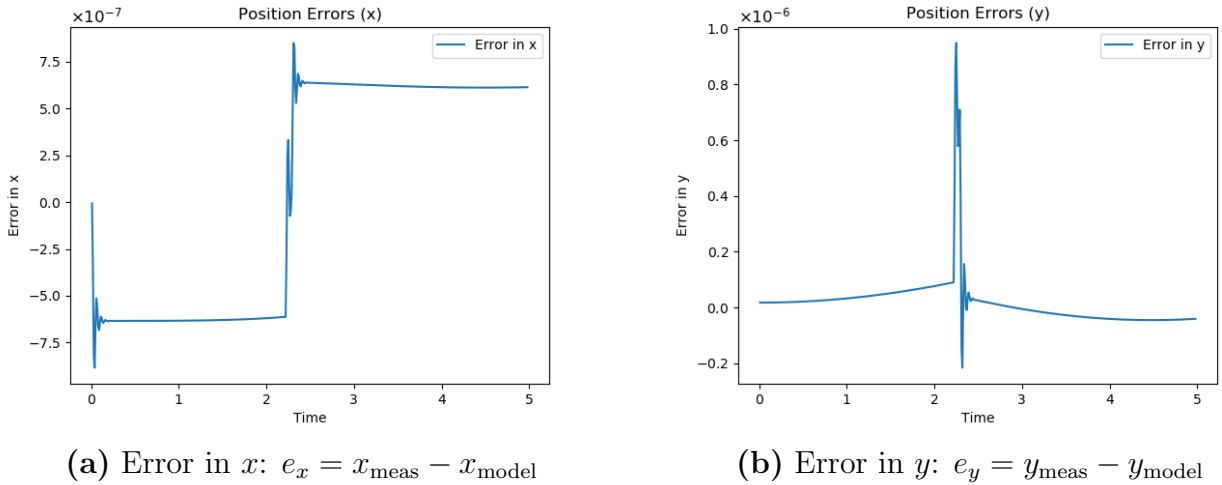 Position Errors (x)
×10−7
Error in x
7.5
5.0
2.5
0.0
−2.5
−5.0
−7.5
Error in x
0 1 2 3 4 5
Time
(a) Error in x: eₓ = x_meas − x_model
Position Errors (y)
×10−6
Error in y
1.0
0.8
0.6
0.4
0.2
0.0
−0.2
Error in y
0 1 2 3 4 5
Time
(b) Error in y: e_y = y_meas − y_model